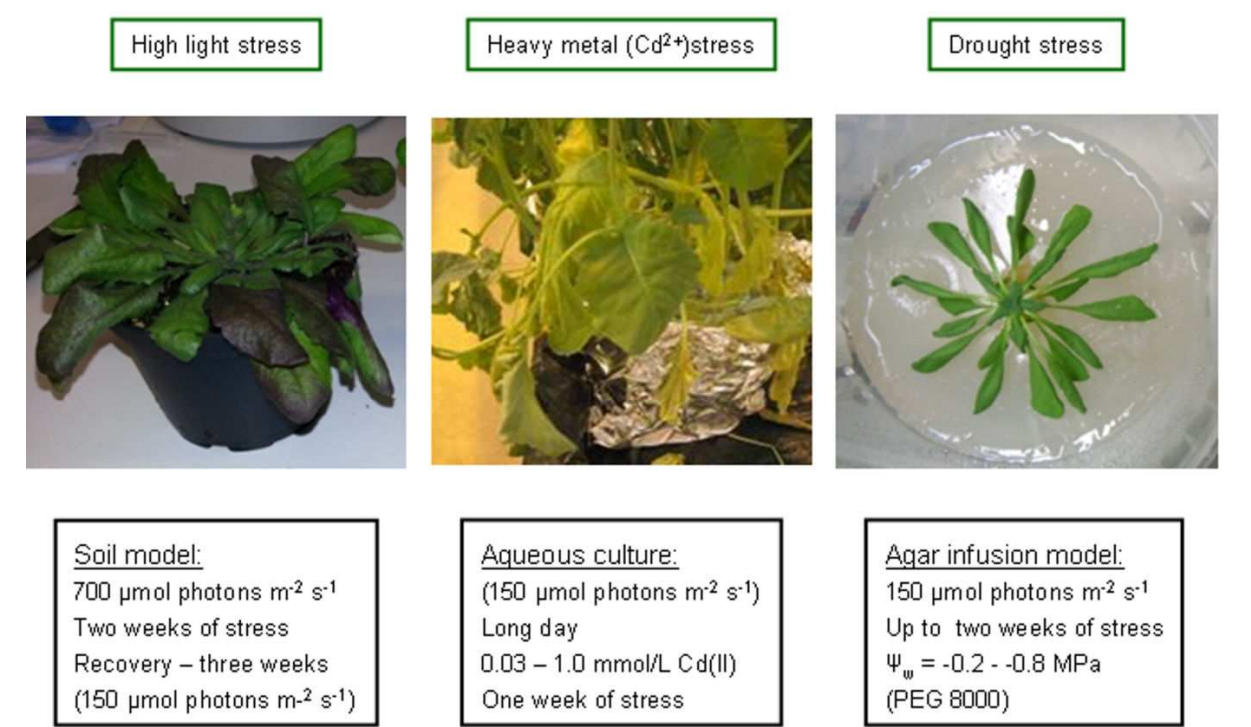 High light stress
Heavy metal (Cd²⁺)stress
Drought stress
Soil model:
700 µmol photons m⁻² s⁻¹
Two weeks of stress
Recovery – three weeks
(150 µmol photons m-² s⁻¹)
Aqueous culture:
(150 µmol photons m⁻² s⁻¹)
Long day
0.03 – 1.0 mmol/L Cd(II)
One week of stress
Agar infusion model:
150 µmol photons m⁻² s⁻¹
Up to two weeks of stress
Ψw = -0.2 - -0.8 MPa
(PEG 8000)